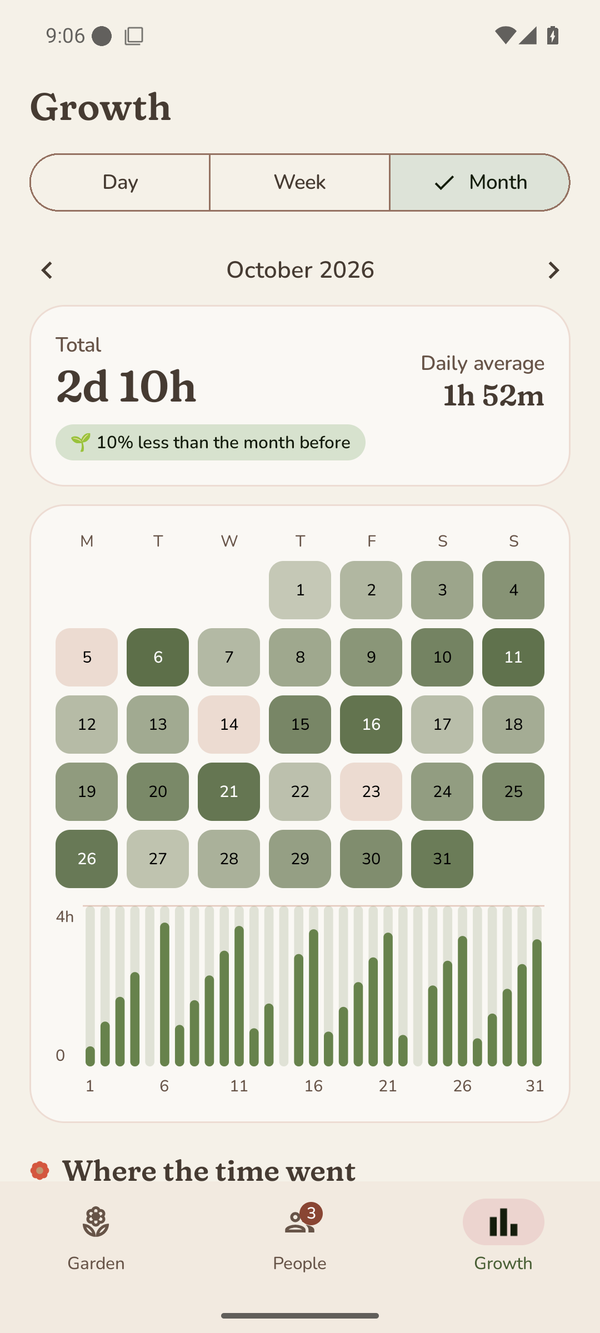 9:06
Growth
Day Week Month
October 2026
Total
2d 10h
Daily average
1h 52m
🌱 10% less than the month before
M T W T F S S
1 2 3 4
5 6 7 8 9 10 11
12 13 14 15 16 17 18
19 20 21 22 23 24 25
26 27 28 29 30 31
4h
0
1 6 11 16 21 26 31
Where the time went
3
Garden People Growth